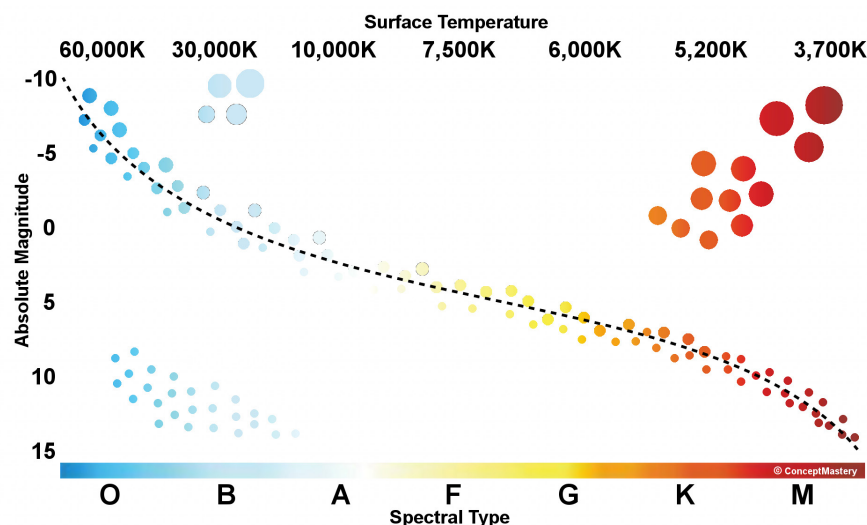 Surface Temperature
60,000K 30,000K 10,000K 7,500K 6,000K 5,200K 3,700K
Absolute Magnitude
-10
-5
0
5
10
15
© ConceptMastery
O B A F G K M
Spectral Type